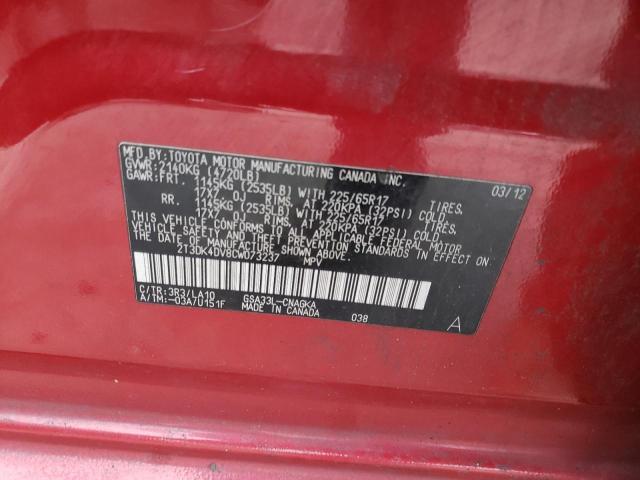 MFD.BY:TOYOTA MOTOR MANUFACTURING CANADA INC. 03/12
GVWR:2140KG (4720LB)
GAWR:FRT. 1145KG (2535LB) WITH 225/65R17 TIRES.
17X7 OJ RIMS. AT 220KPA (32PSI) COLD
RR. 1145KG (2535LB) WITH 225/65R17 TIRES.
17X7 OJ RIMS. AT 220KPA (32PSI) COLD.
THIS VEHICLE CONFORMS TO ALL APPLICABLE FEDERAL MOTOR
VEHICLE SAFETY AND THEFT PREVENTION STANDARDS IN EFFECT
ON THE DATE OF MANUFACTURE SHOWN ABOVE.
2T3DK4DV8CW073237 MPV
C/TR:3R3/LA10 GSA33L-CNAGKA
A/TM:-03A/U151F MADE IN CANADA 038 A